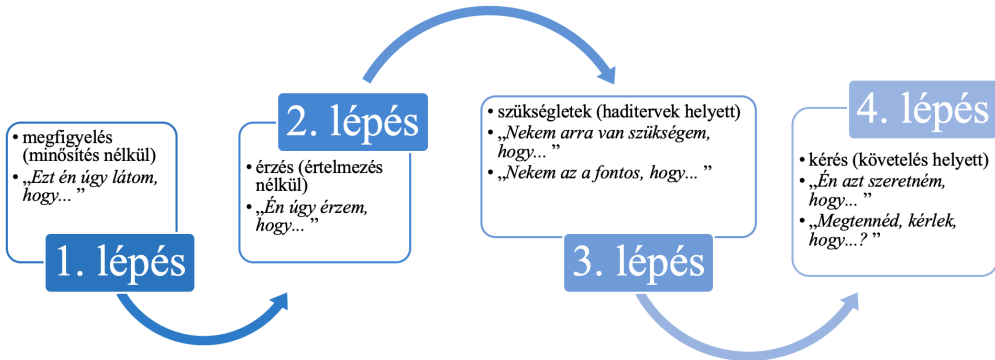 • megfigyelés
(minősítés nélkül)
• „Ezt én úgy látom,
hogy... ”
1. lépés
2. lépés
• érzés (értelmezés
nélkül)
• „Én úgy érzem,
hogy... ”
• szükségletek (haditervek helyett)
• „Nekem arra van szükségem,
hogy... ”
• „Nekem az a fontos, hogy... ”
3. lépés
4. lépés
• kérés (követelés helyett)
• „Én azt szeretném,
hogy... ”
• „Megtennéd, kérlek,
hogy...? ”